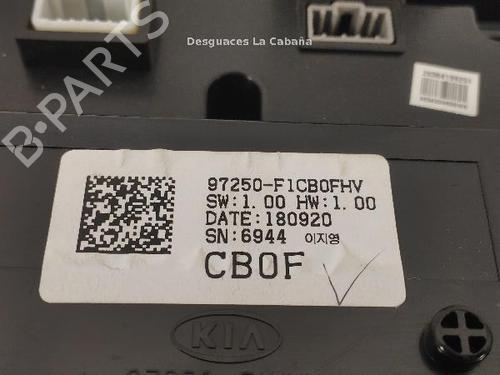 Desguaces La Cabaña
B-PARTS
97250-F1CB0FHV
SW:1.00 HW:1.00
DATE:180920
SN:6944 이지영
CB0F
KIA